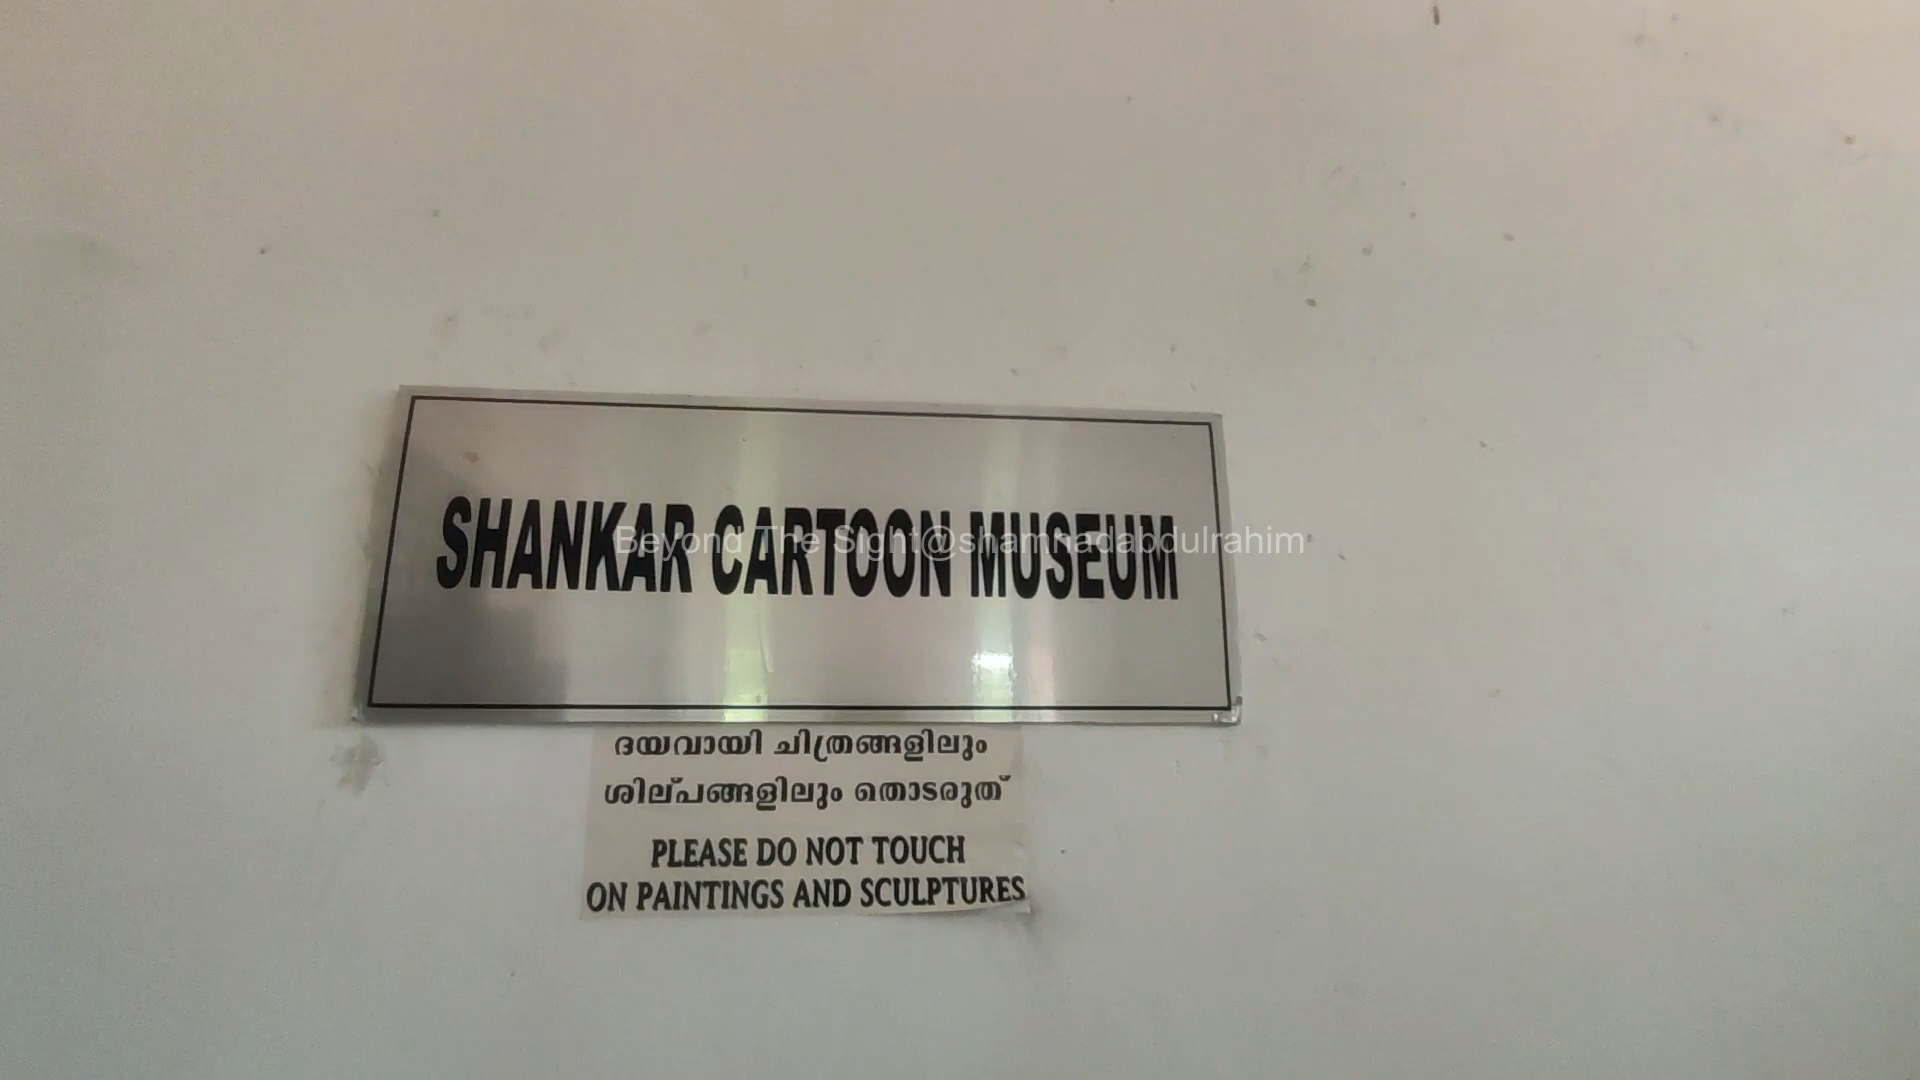 SHANKAR CARTOON MUSEUM
Beyond The Sight@shamnadabdulrahim
ദയവായി ചിത്രങ്ങളിലും
ശില്പങ്ങളിലും തൊടരുത്
PLEASE DO NOT TOUCH
ON PAINTINGS AND SCULPTURES